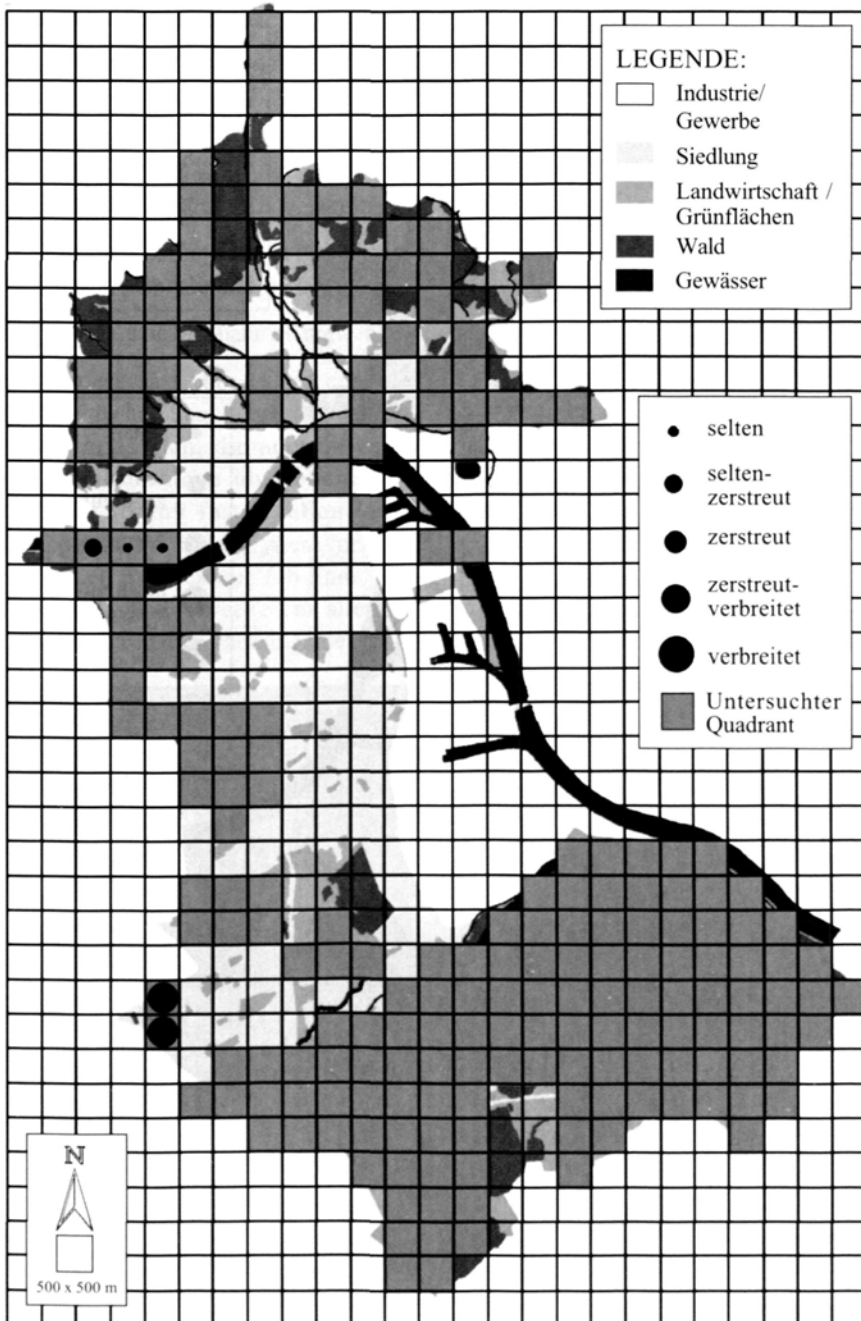 LEGENDE:
Industrie/
Gewerbe
Siedlung
Landwirtschaft /
Grünflächen
Wald
Gewässer
selten
selten-
zerstreut
zerstreut
zerstreut-
verbreitet
verbreitet
Untersuchter
Quadrant
N
500 x 500 m